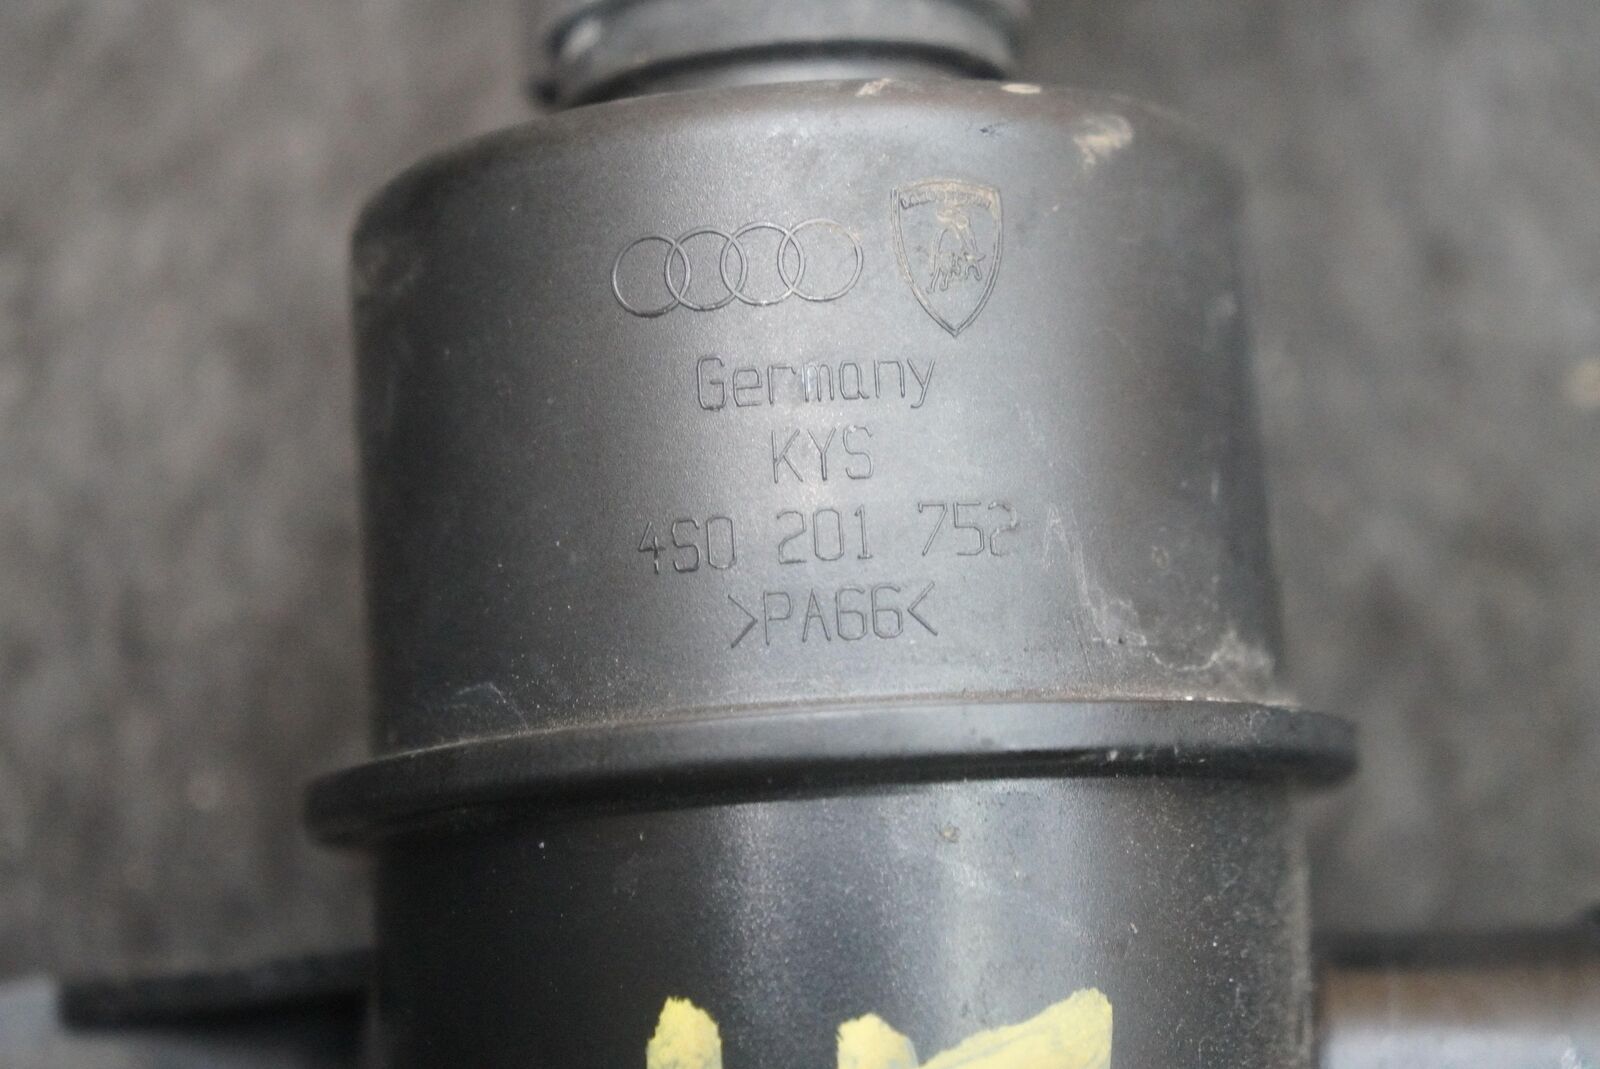 Germany
KYS
4S0 201 752 A
>PA66<